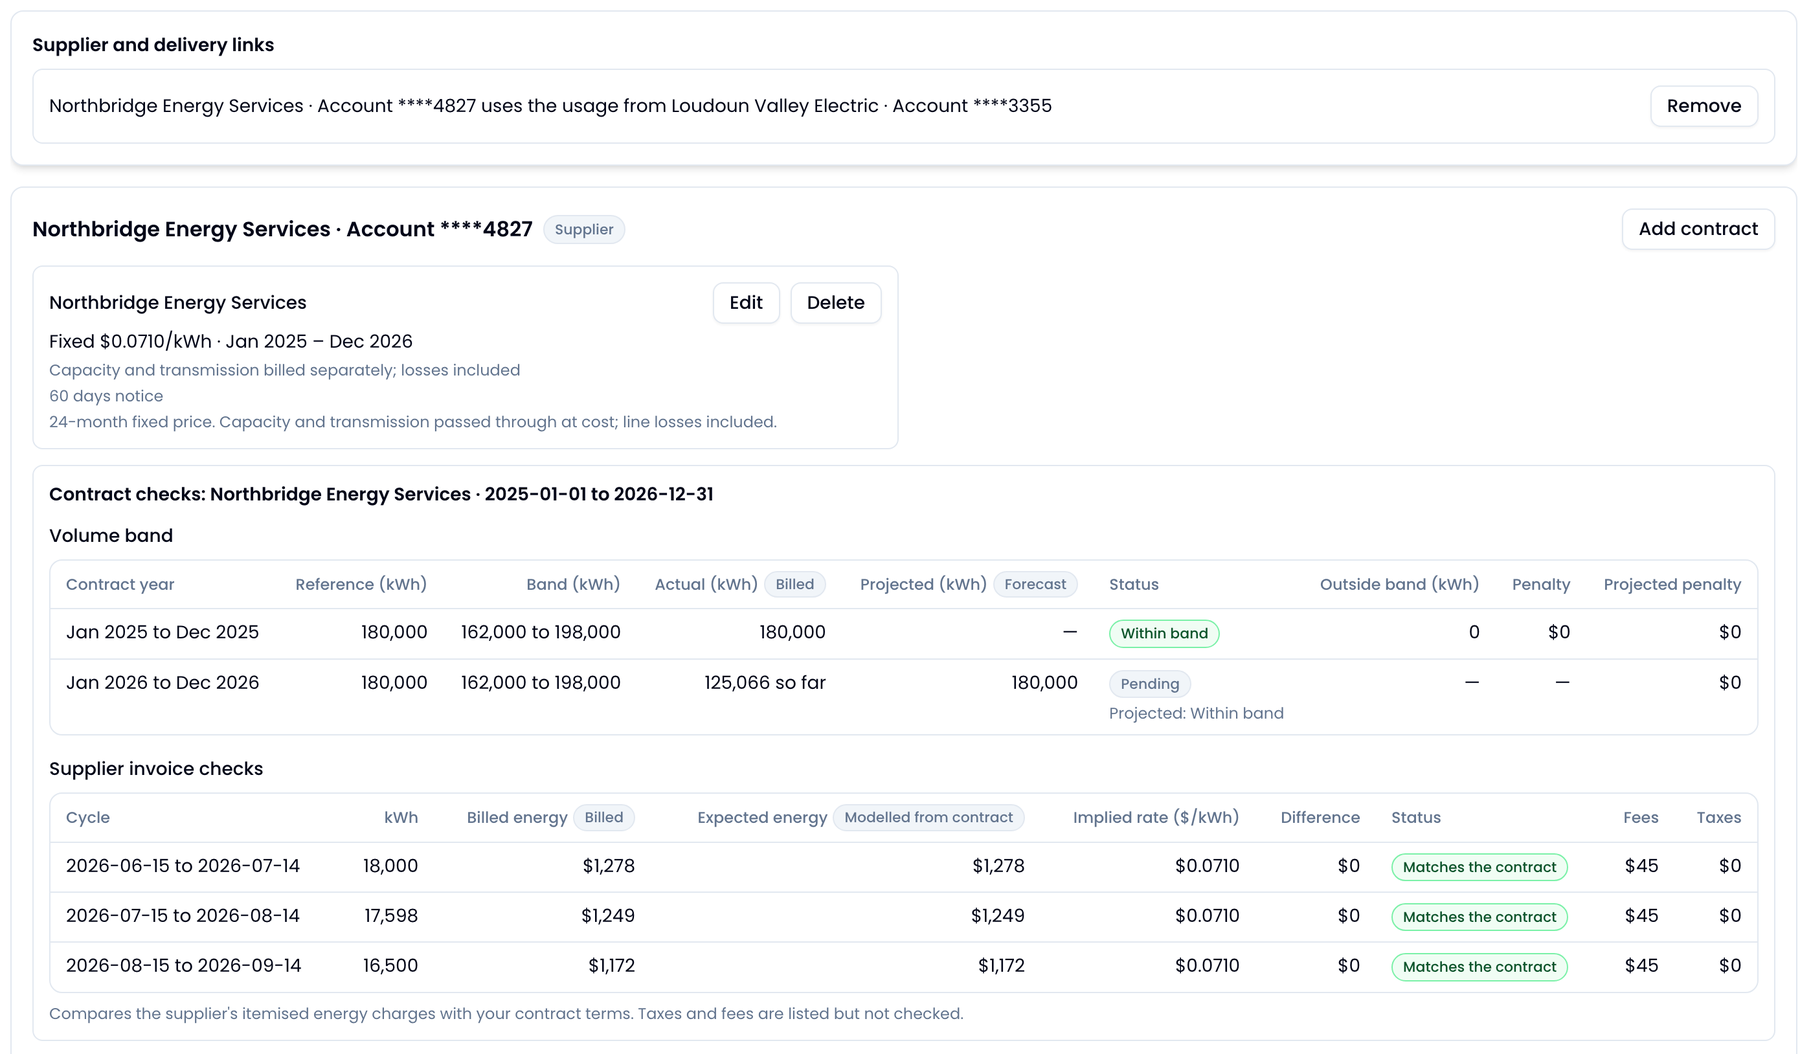 Supplier and delivery links
Northbridge Energy Services · Account ****4827 uses the usage from Loudoun Valley Electric · Account ****3355 Remove
Northbridge Energy Services · Account ****4827 Supplier Add contract
Northbridge Energy Services Edit Delete
Fixed $0.0710/kWh · Jan 2025 – Dec 2026
Capacity and transmission billed separately; losses included
60 days notice
24-month fixed price. Capacity and transmission passed through at cost; line losses included.
Contract checks: Northbridge Energy Services · 2025-01-01 to 2026-12-31
Volume band
Contract year Reference (kWh) Band (kWh) Actual (kWh) Billed Projected (kWh) Forecast Status Outside band (kWh) Penalty Projected penalty
Jan 2025 to Dec 2025 180,000 162,000 to 198,000 180,000 — Within band 0 $0 $0
Jan 2026 to Dec 2026 180,000 162,000 to 198,000 125,066 so far 180,000 Pending — — $0
Projected: Within band
Supplier invoice checks
Cycle kWh Billed energy Billed Expected energy Modelled from contract Implied rate ($/kWh) Difference Status Fees Taxes
2026-06-15 to 2026-07-14 18,000 $1,278 $1,278 $0.0710 $0 Matches the contract $45 $0
2026-07-15 to 2026-08-14 17,598 $1,249 $1,249 $0.0710 $0 Matches the contract $45 $0
2026-08-15 to 2026-09-14 16,500 $1,172 $1,172 $0.0710 $0 Matches the contract $45 $0
Compares the supplier's itemised energy charges with your contract terms. Taxes and fees are listed but not checked.